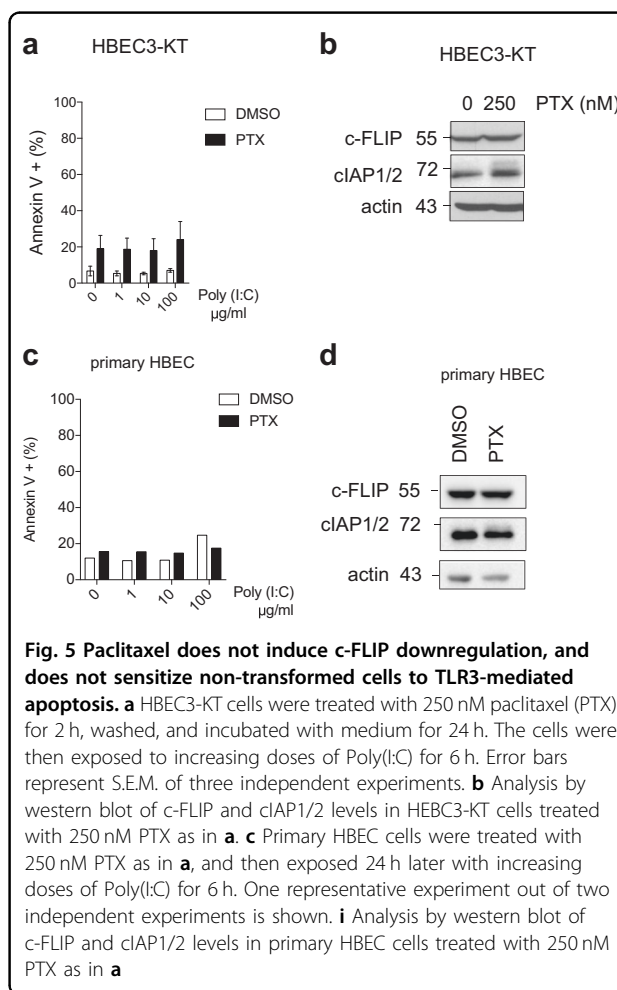 a
HBEC3-KT
100
80
60
40
20
0
Annexin V + (%)
DMSO
PTX
0
1
10
100
Poly (I:C)
µg/ml
b
HBEC3-KT
0 250 PTX (nM)
c-FLIP 55
cIAP1/2 72
actin 43
c
primary HBEC
100
80
60
40
20
0
Annexin V + (%)
DMSO
PTX
0
1
10
100
Poly (I:C)
µg/ml
d
primary HBEC
DMSO
PTX
c-FLIP 55
cIAP1/2 72
actin 43
Fig. 5 Paclitaxel does not induce c-FLIP downregulation, and
does not sensitize non-transformed cells to TLR3-mediated
apoptosis. a HBEC3-KT cells were treated with 250 nM paclitaxel (PTX)
for 2 h, washed, and incubated with medium for 24 h. The cells were
then exposed to increasing doses of Poly(I:C) for 6 h. Error bars
represent S.E.M. of three independent experiments. b Analysis by
western blot of c-FLIP and cIAP1/2 levels in HEBC3-KT cells treated
with 250 nM PTX as in a. c Primary HBEC cells were treated with
250 nM PTX as in a, and then exposed 24 h later with increasing
doses of Poly(I:C) for 6 h. One representative experiment out of two
independent experiments is shown. i Analysis by western blot of
c-FLIP and cIAP1/2 levels in primary HBEC cells treated with 250 nM
PTX as in a